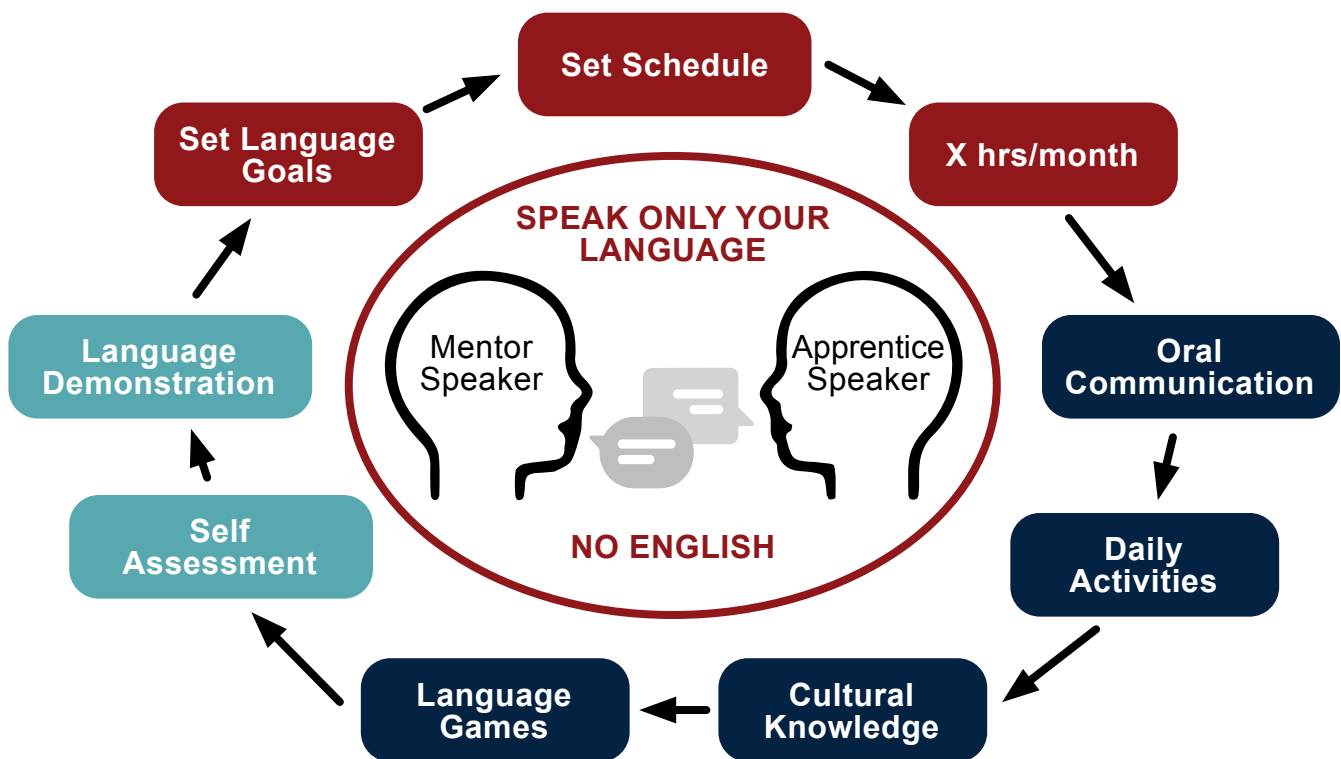 Set Schedule
Set Language
Goals
X hrs/month
SPEAK ONLY YOUR
LANGUAGE
Mentor
Speaker
Apprentice
Speaker
NO ENGLISH
Oral
Communication
Daily
Activities
Cultural
Knowledge
Language
Games
Self
Assessment
Language
Demonstration